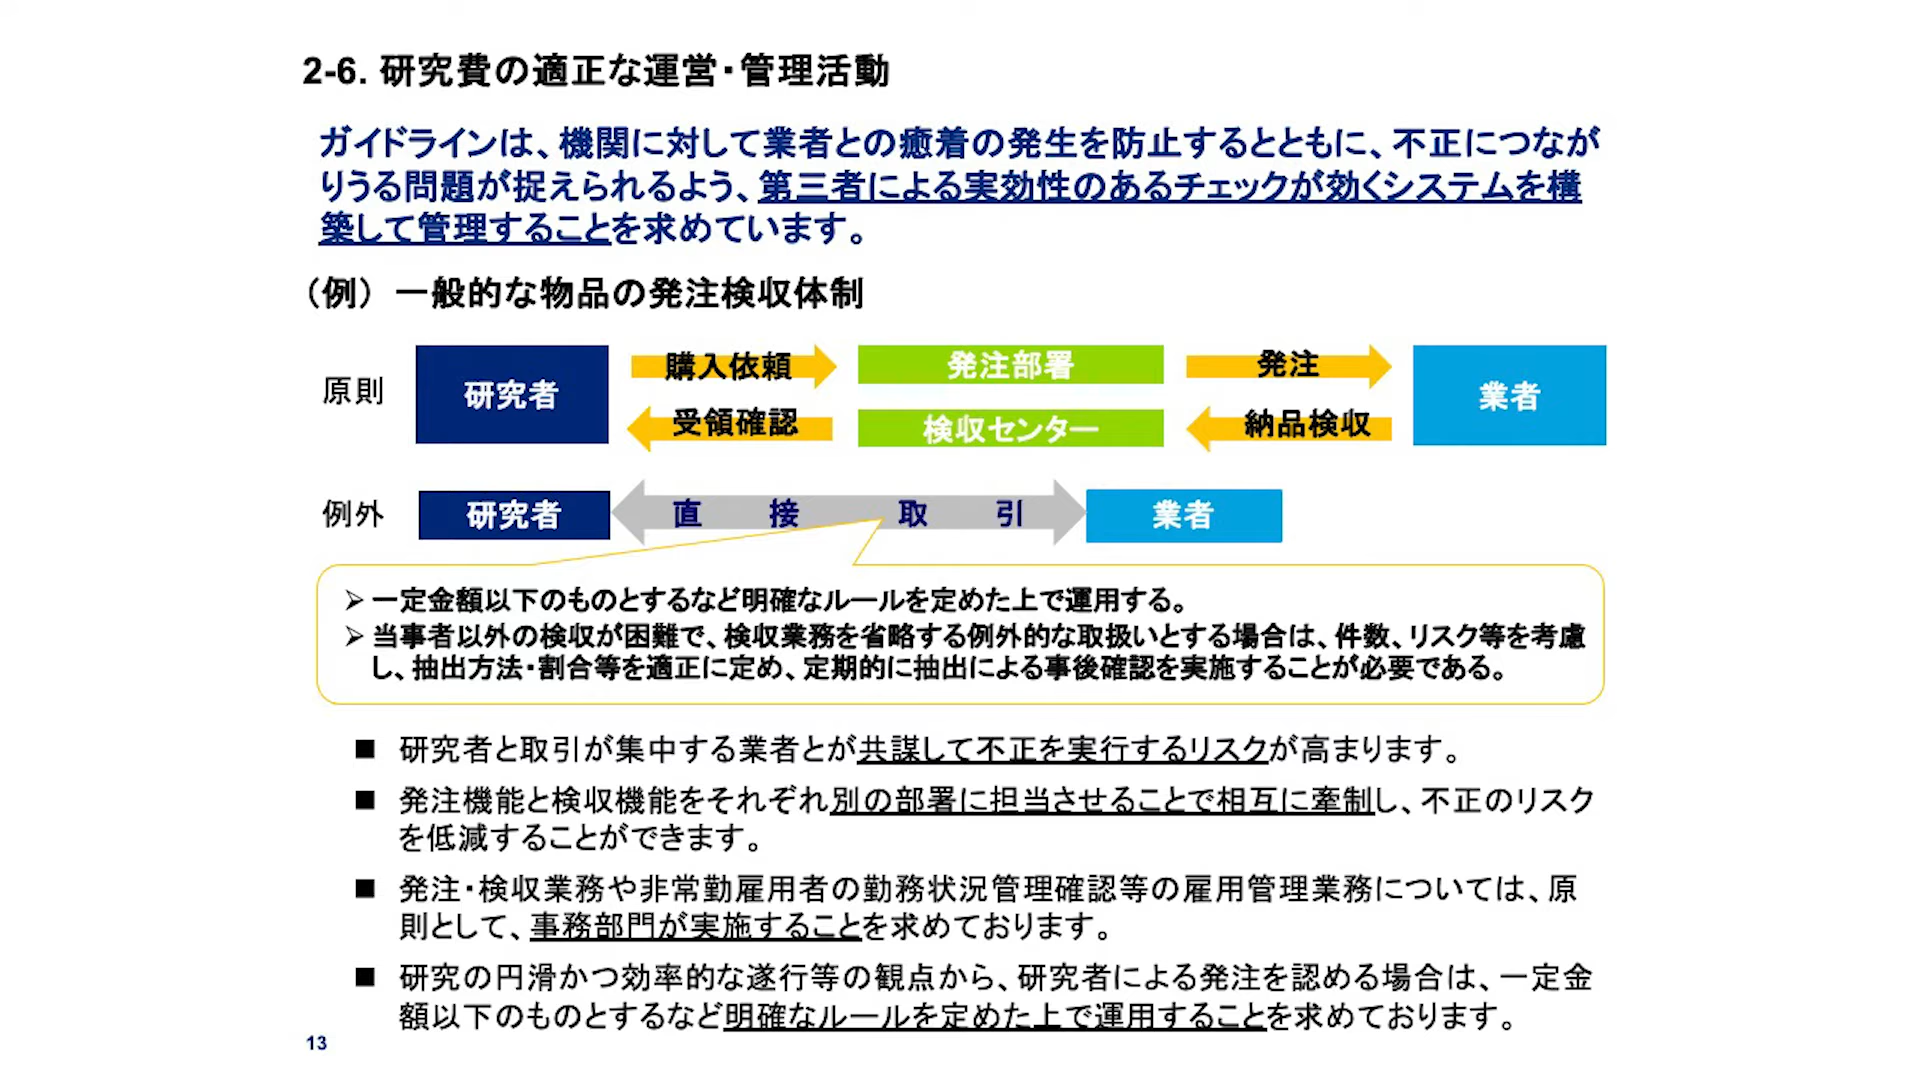 2-6. 研究費の適正な運営・管理活動
ガイドラインは、機関に対して業者との癒着の発生を防止するとともに、不正につなが
りうる問題が捉えられるよう、第三者による実効性のあるチェックが効くシステムを構
築して管理することを求めています。
（例） 一般的な物品の発注検収体制
原則
研究者
購入依頼
発注部署
発注
業者
受領確認
検収センター
納品検収
例外
研究者
直 接 取 引
業者
➢ 一定金額以下のものとするなど明確なルールを定めた上で運用する。
➢ 当事者以外の検収が困難で、検収業務を省略する例外的な取扱いとする場合は、件数、リスク等を考慮
し、抽出方法・割合等を適正に定め、定期的に抽出による事後確認を実施することが必要である。
■ 研究者と取引が集中する業者とが共謀して不正を実行するリスクが高まります。
■ 発注機能と検収機能をそれぞれ別の部署に担当させることで相互に牽制し、不正のリスク
を低減することができます。
■ 発注・検収業務や非常勤雇用者の勤務状況管理確認等の雇用管理業務については、原
則として、事務部門が実施することを求めております。
■ 研究の円滑かつ効率的な遂行等の観点から、研究者による発注を認める場合は、一定金
額以下のものとするなど明確なルールを定めた上で運用することを求めております。
13